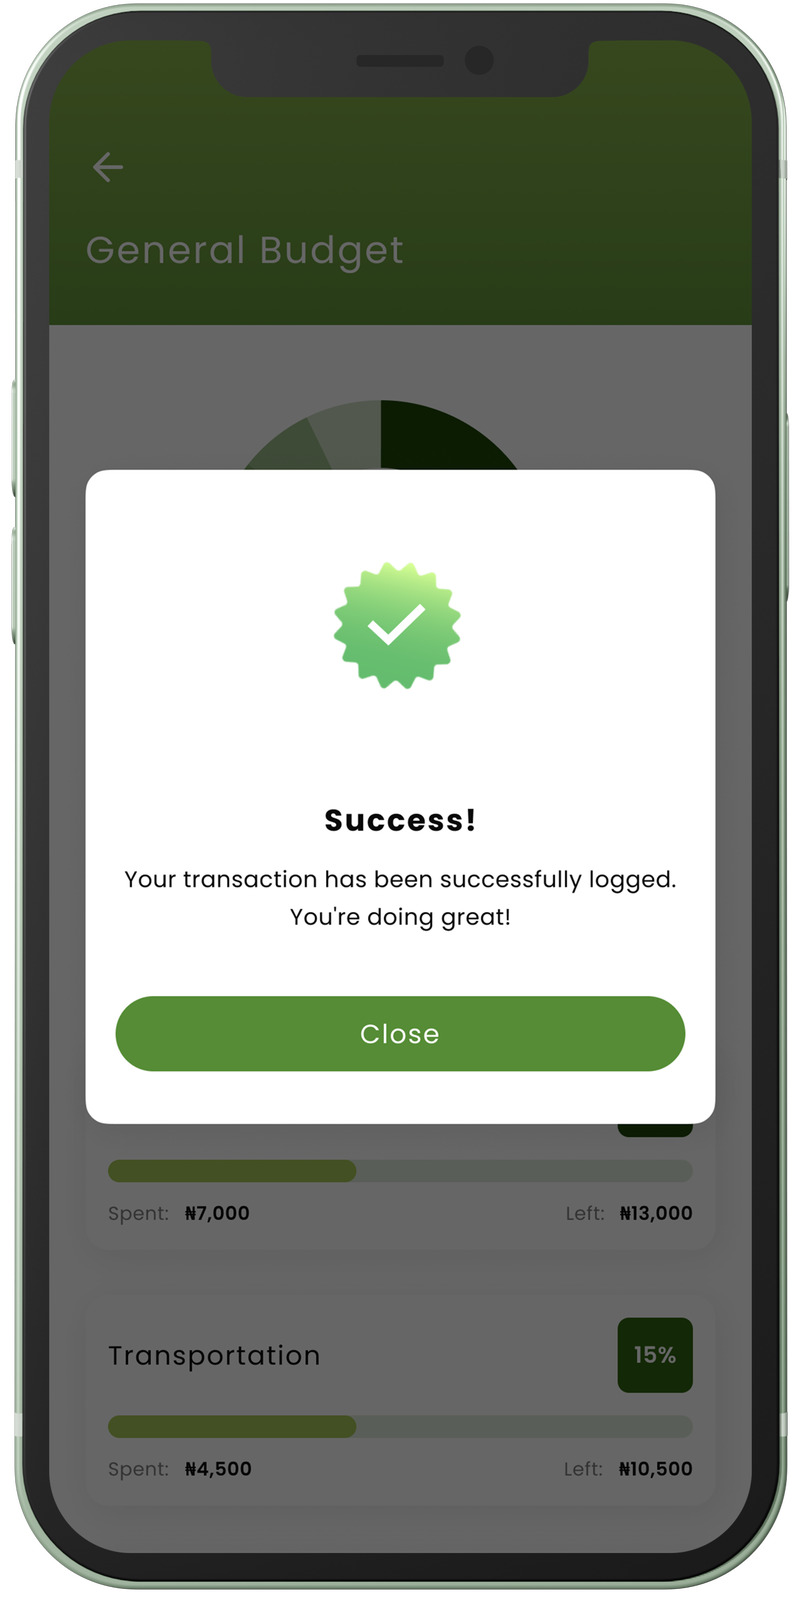 General Budget
Success!
Your transaction has been successfully logged.
You're doing great!
Close
Spent: ₦7,000 Left: ₦13,000
Transportation 15%
Spent: ₦4,500 Left: ₦10,500